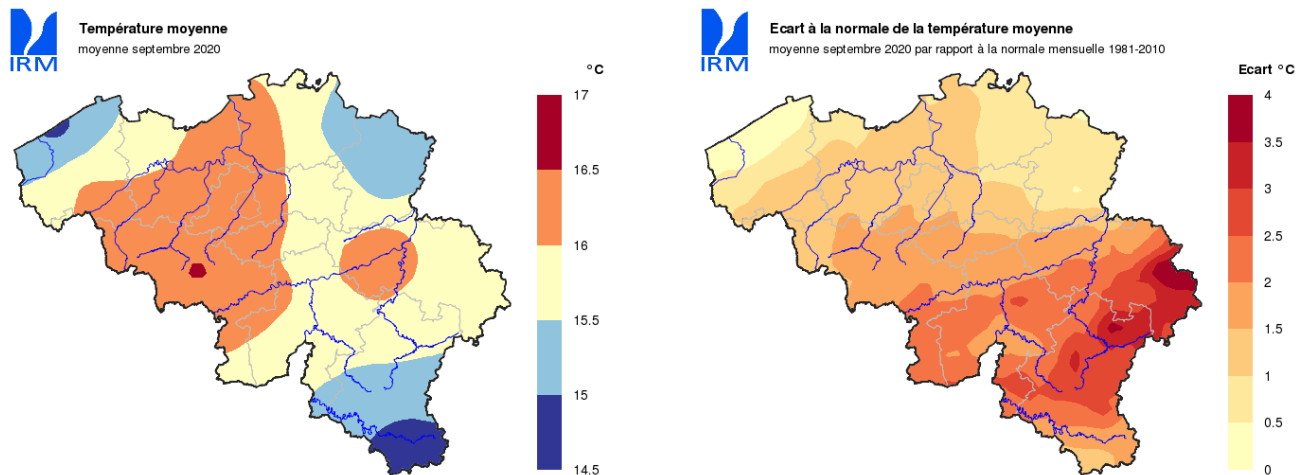 Température moyenne
moyenne septembre 2020
IRM
°C
17
16.5
16
15.5
15
14.5
Ecart à la normale de la température moyenne
moyenne septembre 2020 par rapport à la normale mensuelle 1981-2010
IRM
Ecart °C
4
3.5
3
2.5
2
1.5
1
0.5
0